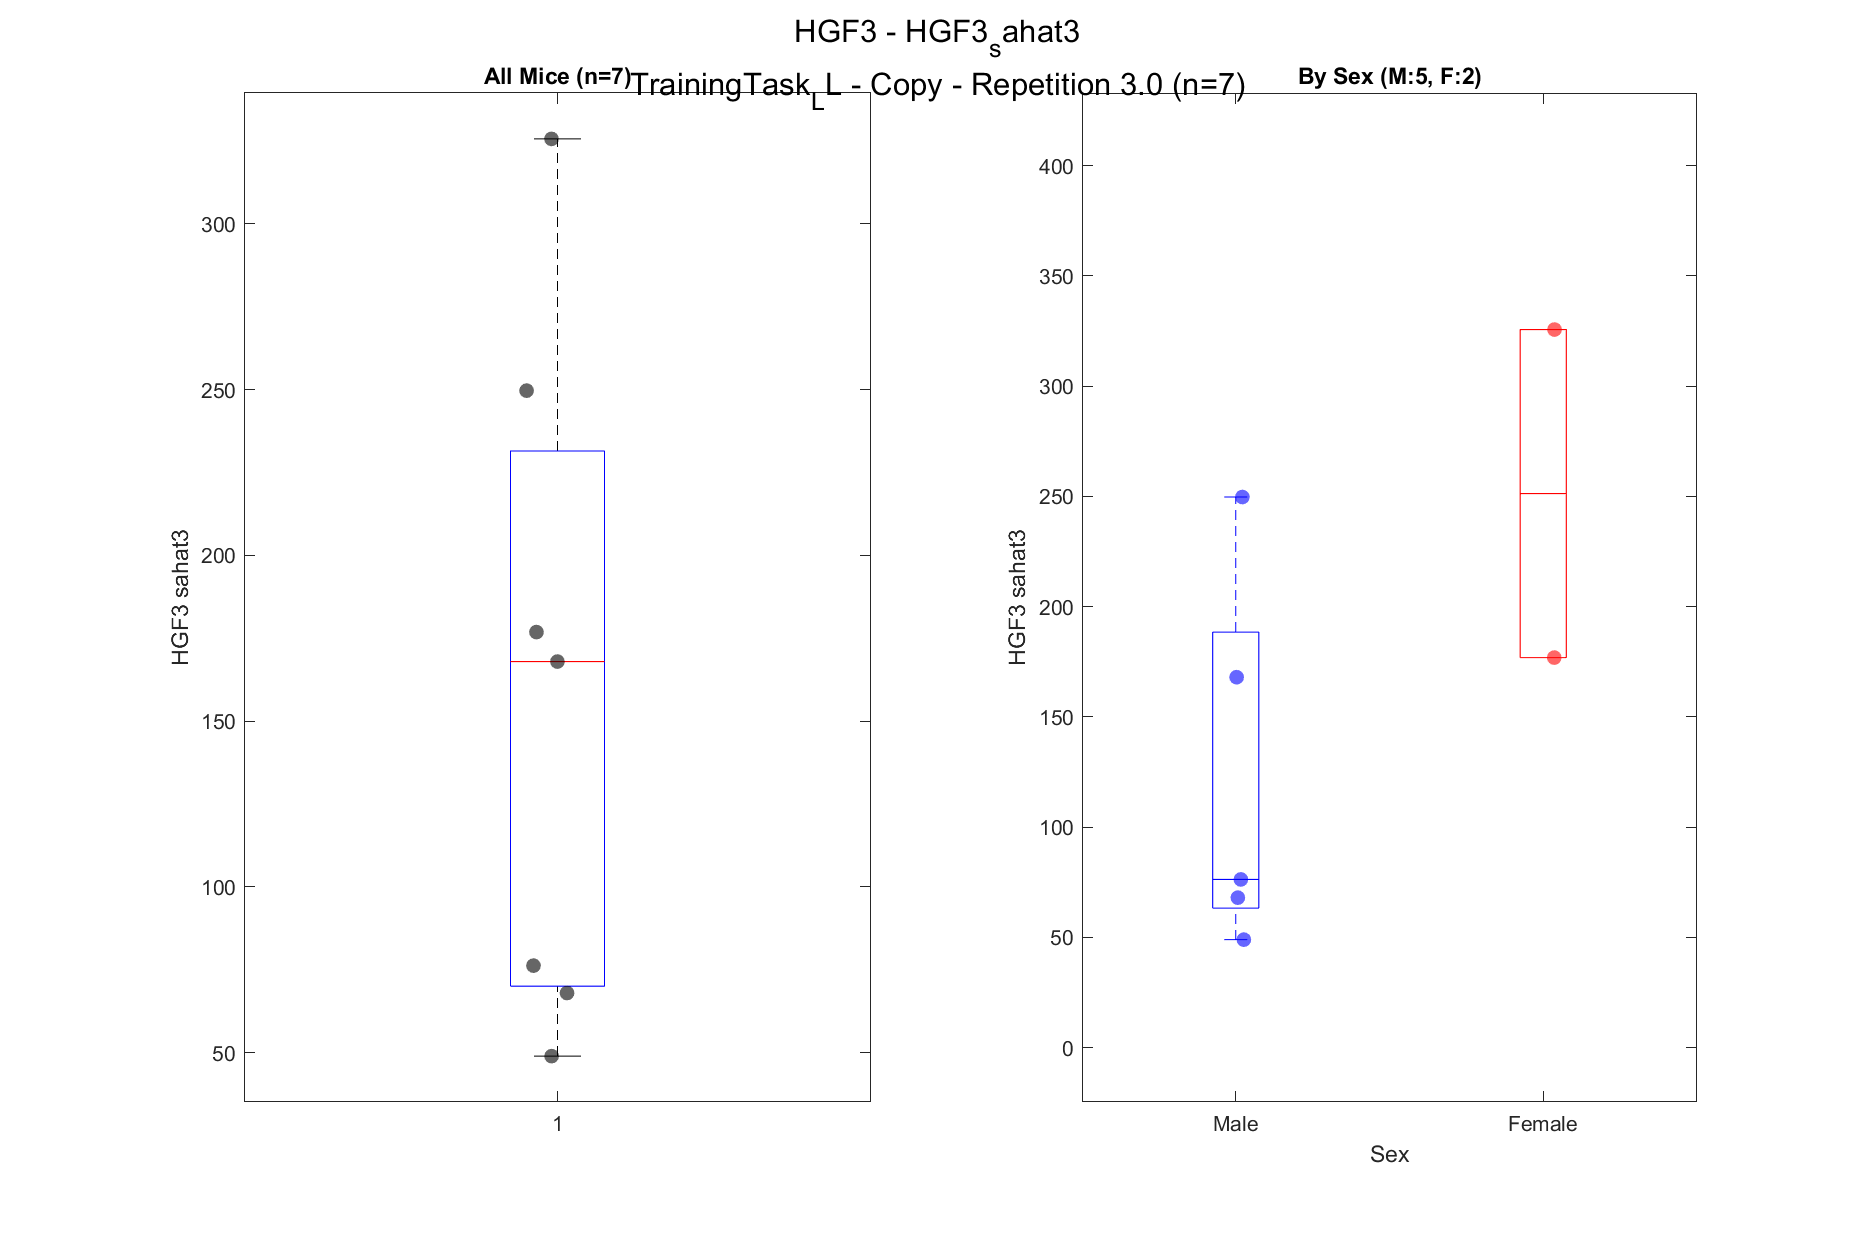 HGF3 - HGF3sahat3
TrainingTaskLL - Copy - Repetition 3.0 (n=7)
All Mice (n=7)
300
250
200
150
100
50
HGF3 sahat3
1
By Sex (M:5, F:2)
400
350
300
250
200
150
100
50
0
HGF3 sahat3
Male
Female
Sex